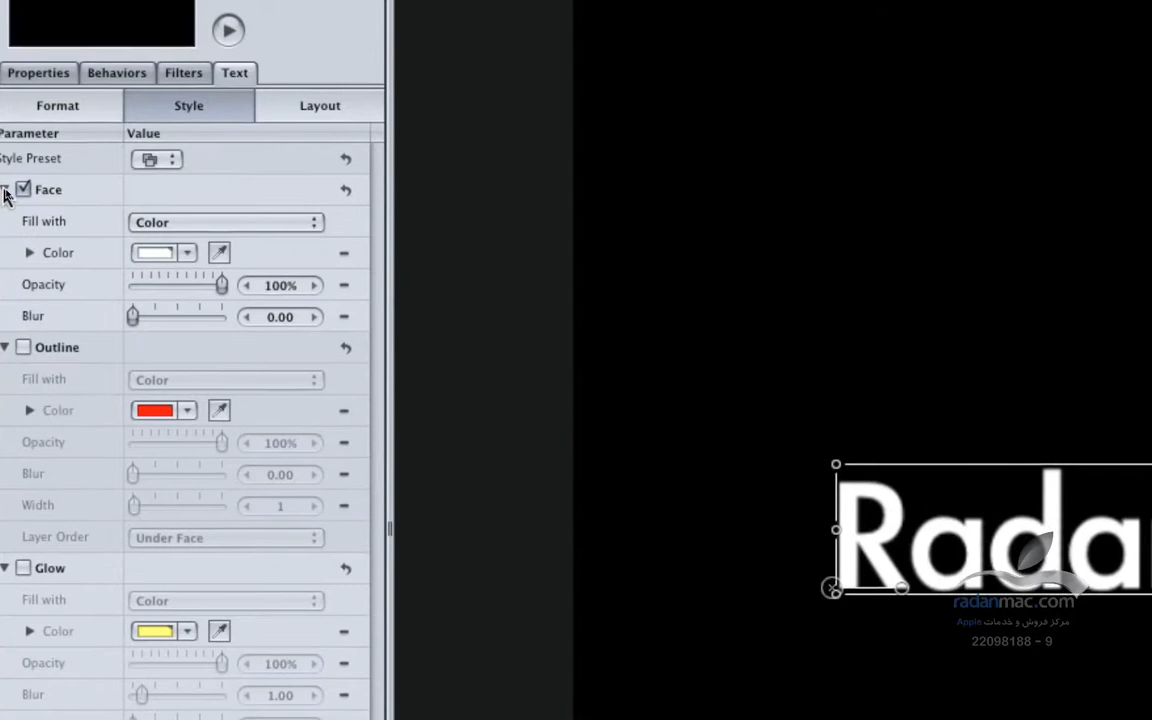 Properties Behaviors Filters Text
Format Style Layout
Parameter Value
Style Preset
Face
Fill with Color
Color
Opacity 100%
Blur 0.00
Outline
Fill with Color
Color
Opacity 100%
Blur 0.00
Width 1
Layer Order Under Face
Glow
Fill with Color
Color
Opacity 100%
Blur 1.00
Rada
radanmac.com
مرکز فروش و خدمات Apple
22098188 - 9